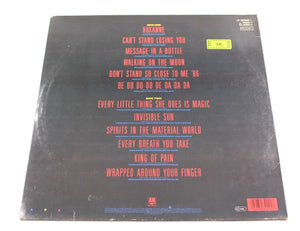 ROXANNE
CAN'T STAND LOSING YOU
MESSAGE IN A BOTTLE
WALKING ON THE MOON
DON'T STAND SO CLOSE TO ME '86
DE DO DO DO DE DA DA DA
EVERY LITTLE THING SHE DOES IS MAGIC
INVISIBLE SUN
SPIRITS IN THE MATERIAL WORLD
EVERY BREATH YOU TAKE
KING OF PAIN
WRAPPED AROUND YOUR FINGER